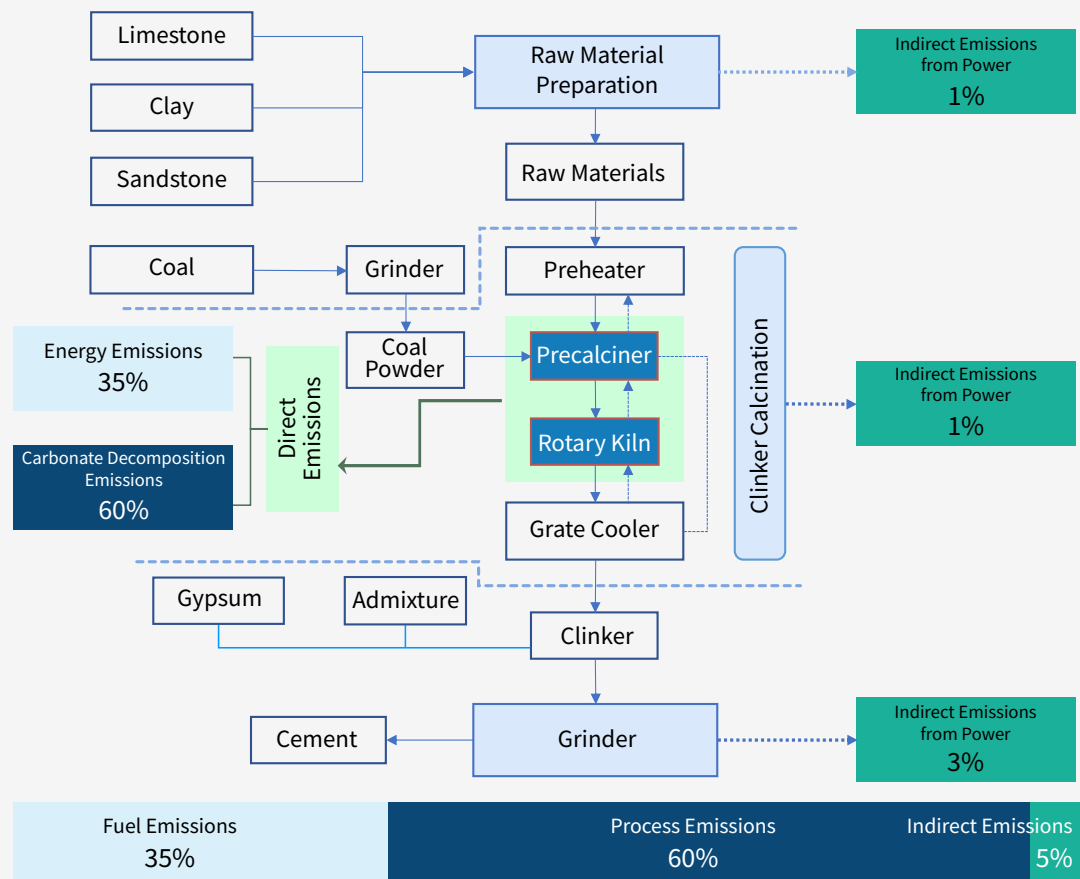 Limestone
Raw Material
Preparation
Indirect Emissions
from Power
1%
Clay
Sandstone
Raw Materials
Coal
Grinder
Preheater
Energy Emissions
35%
Coal
Powder
Precalciner
Direct
Emissions
Clinker Calcination
Indirect Emissions
from Power
1%
Carbonate Decomposition
Emissions
60%
Rotary Kiln
Grate Cooler
Gypsum
Admixture
Clinker
Cement
Grinder
Indirect Emissions
from Power
3%
Fuel Emissions
35%
Process Emissions
60%
Indirect Emissions
5%